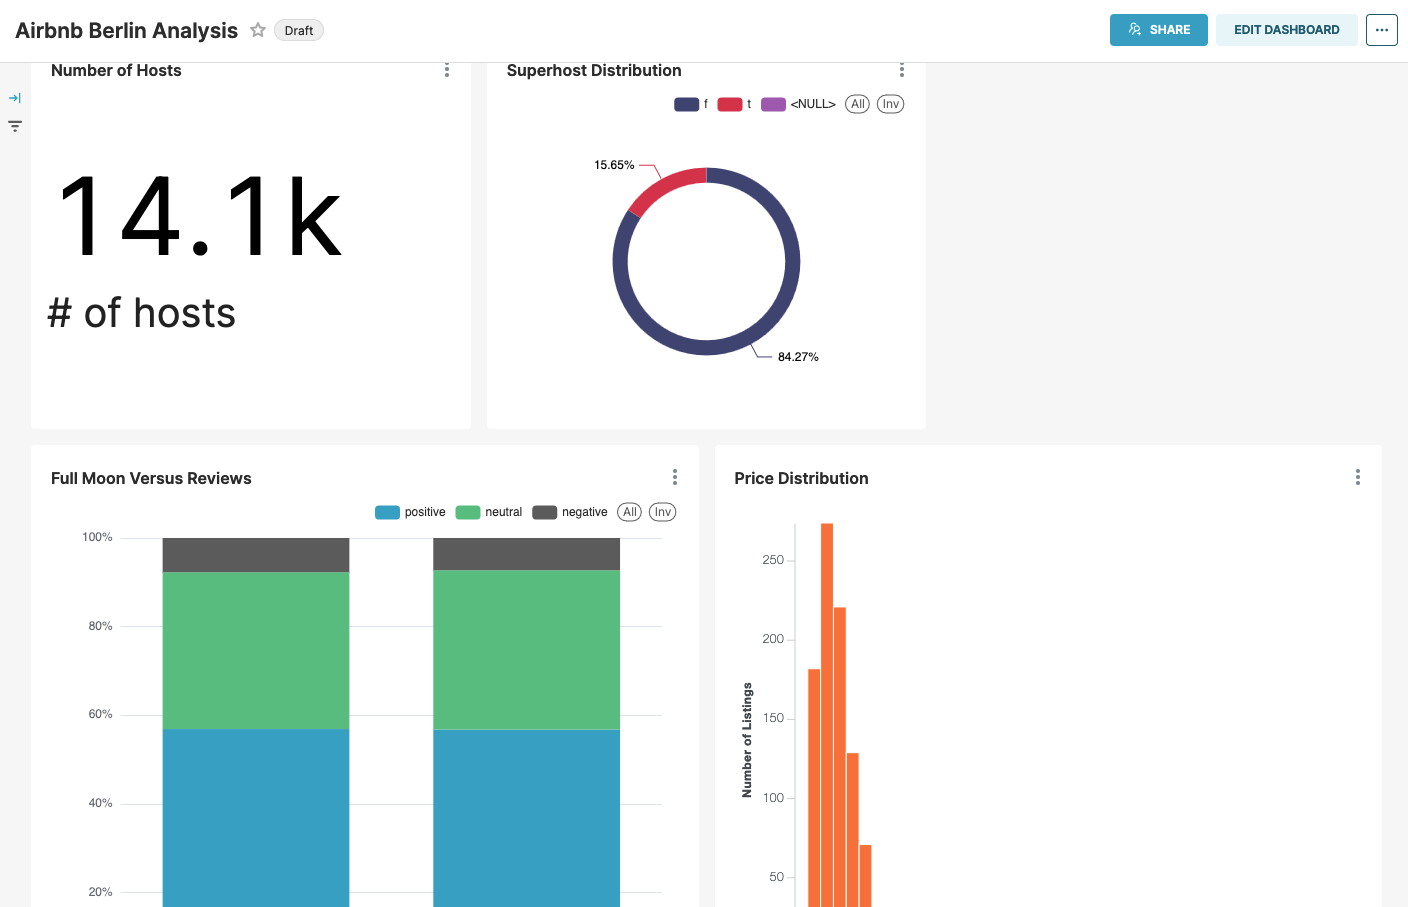 Airbnb Berlin Analysis
Draft
SHARE
EDIT DASHBOARD
Number of Hosts
14.1k
# of hosts
Superhost Distribution
f t <NULL> All Inv
15.65%
84.27%
Full Moon Versus Reviews
positive neutral negative All Inv
100%
80%
60%
40%
20%
Price Distribution
Number of Listings
250
200
150
100
50